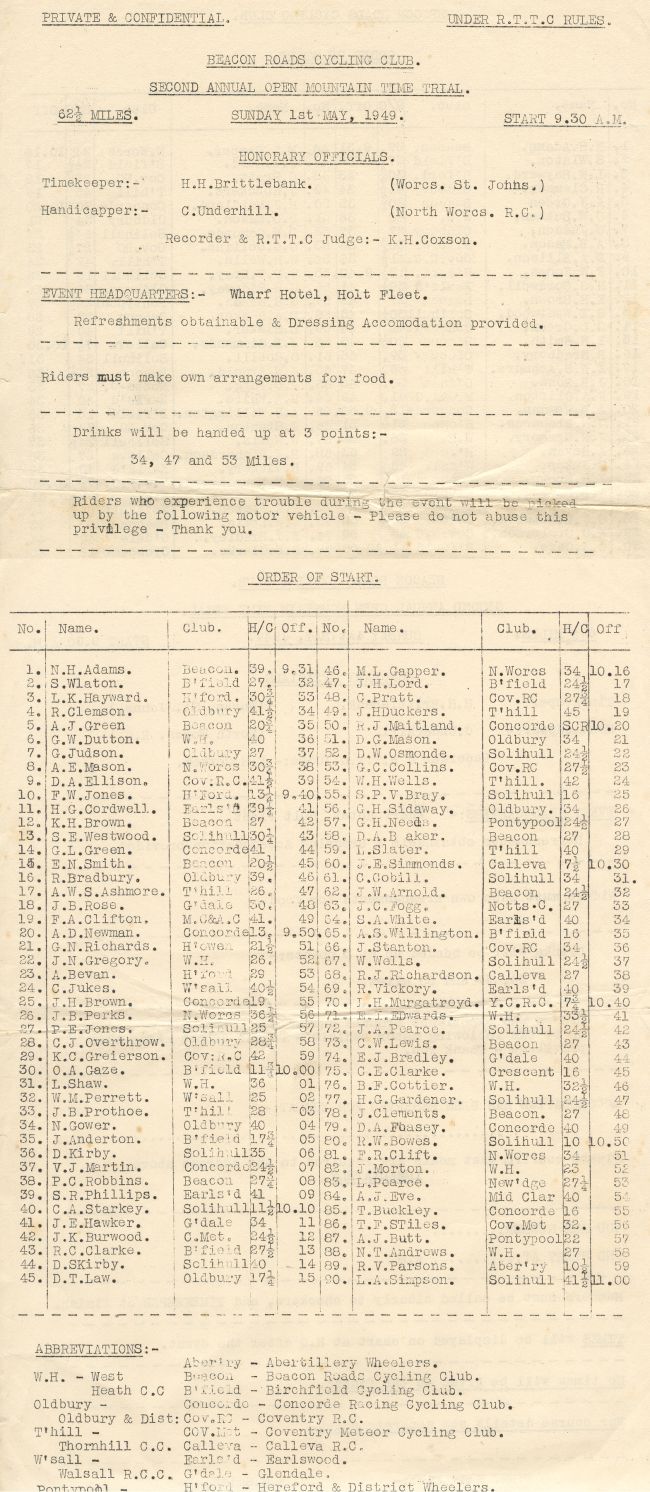 PRIVATE & CONFIDENTIAL. UNDER R.T.T.C RULES.
BEACON ROADS CYCLING CLUB.
SECOND ANNUAL OPEN MOUNTAIN TIME TRIAL.
62½ MILES. SUNDAY 1st MAY, 1949. START 9.30 A.M.
HONORARY OFFICIALS.
Timekeeper:- H.H.Brittlebank. (Worcs. St. Johns.)
Handicapper:- C.Underhill. (North Worcs. R.C.)
Recorder & R.T.T.C Judge:- K.H.Coxson.
EVENT HEADQUARTERS:- Wharf Hotel, Holt Fleet.
Refreshments obtainable & Dressing Accomodation provided.
Riders must make own arrangements for food.
Drinks will be handed up at 3 points:-
34, 47 and 53 Miles.
Riders who experience trouble during the event will be picked
up by the following motor vehicle - Please do not abuse this
privilege - Thank you.
ORDER OF START.
No. Name. Club. H/C Off. No. Name. Club. H/C Off
1. N.H.Adams. Beacon. 39. 9.31 46. M.L.Gapper. N.Worcs 34 10.16
2. S.Wlaton. B'field 27. 32 47. J.H.Lord. B'field 24½ 17
3. L.K.Hayward. H'ford. 30¾ 33 48. C.Pratt. Cov.RC 27¾ 18
4. R.Clemson. Oldbury 41½ 34 49. J.HDuckers. T'hill 45 19
5. A.J.Green Beacon 20¾ 35 50. R.J.Maitland. Concorde SCR 10.20
6. G.W.Dutton. W.H. 40 36 51. D.G.Mason. Oldbury 34 21
7. G.Judson. Oldbury 27 37 52. D.W.Osmonde. Solihull 24½ 22
8. A.E.Mason. N.Worcs 30¾ 38 53. G.C.Collins. Cov.RC 27½ 23
9. D.A.Ellison. Cov.R.C. 41½ 39 54. W.H.Wells. T'hill. 42 24
10. F.W.Jones. H'ford. 13¼ 9.40 55. S.P.V.Bray. Solihull 16 25
11. H.G.Cordwell. Earls'd 39¼ 41 56. G.H.Sidaway. Oldbury. 34 26
12. K.H.Brown. Beacon 27 42 57. G.H.Needs. Pontypool 24½ 27
13. S.E.Westwood. Solihull 30¼ 43 58. D.A.B aker. Beacon 27 28
14. G.L.Green. Concorde 41 44 59. L.Slater. T'hill 40 29
15. E.N.Smith. Beacon 20½ 45 60. J.E.Simmonds. Calleva 7½ 10.30
16. R.Bradbury. Oldbury 39. 46 61. C.Cobill. Solihull 34 31.
17. A.W.S.Ashmore. T'hill 26. 47 62. J.W.Arnold. Beacon 24½ 32
18. J.B.Rose. G'dale 30. 48 63. J.C.Fogg. Notts.C. 27 33
19. F.A.Clifton. M.C&A.C 41. 49 64. S.A.White. Earls'd 40 34
20. A.D.Newman. Concorde 13. 9.50 65. A.S.Willington. B'field 16 35
21. G.N.Richards. H'owen 21½ 51 66. J.Stanton. Cov.RC 34 36
22. J.N.Gregory. W.H. 26. 52 67. W.Wells. Solihull 24½ 37
23. A.Bevan. H'ford 29 53 68. R.J.Richardson. Calleva 27 38
24. C.Jukes. W'sall 40½ 54 69. R.Vickory. Earls'd 40 39
25. J.H.Brown. Concorde 19 55 70. J.H.Murgatroyd. Y.C.R.C. 7¾ 10.40
26. J.B.Perks. N.Worcs 36½ 56 71. E.J.Edwards. W.H. 33½ 41
27. P.E.Jones. Solihull 25 57 72. J.A.Pearce. Solihull 24½ 42
28. C.J.Overthrow. Oldbury 28¾ 58 73. C.W.Lewis. Beacon 27 43
29. K.C.Greierson. Cov.R.C 42 59 74. E.J.Bradley. G'dale 40 44
30. O.A.Gaze. B'field 11¾ 10.00 75. C.E.Clarke. Crescent 16 45
31. L.Shaw. W.H. 36 01 76. B.F.Cottier. W.H. 32½ 46
32. W.M.Perrett. W'sall 25 02 77. H.G.Gardener. Solihull 24½ 47
33. J.B.Prothoe. T'hill 28 03 78. J.Clements. Beacon. 27 48
34. N.Gower. Oldbury 40 04 79. D.A.Fbasey. Concorde 40 49
35. J.Anderton. B'field 17¾ 05 80. R.W.Bowes. Solihull 10 10.50
36. D.Kirby. Solihull 35 06 81. F.R.Clift. N.Worcs 34 51
37. V.J.Martin. Concorde 24½ 07 82. J.Morton. W.H. 23 52
38. P.C.Robbins. Beacon 27¾ 08 83. L.Pearce. New'dge 27¼ 53
39. S.R.Phillips. Earls'd 41 09 84. A.J.Eve. Mid Clar 40 54
40. C.A.Starkey. Solihull 11½ 10.10 85. T.Buckley. Concorde 16 55
41. J.E.Hawker. G'dale 34 11 86. T.F.STiles. Cov.Met 32. 56
42. J.K.Burwood. C.Met. 24½ 12 87. A.J.Butt. Pontypool 22 57
43. R.C.Clarke. B'field 27½ 13 88. N.T.Andrews. W.H. 27 58
44. D.SKirby. Solihull 40 14 89. R.V.Parsons. Aber'ry 10½ 59
45. D.T.Law. Oldbury 17¼ 15 90. L.A.Simpson. Solihull 41½ 11.00
ABBREVIATIONS:-
Aber'ry - Abertillery Wheelers.
W.H. - West Beacon - Beacon Roads Cycling Club.
Heath C.C B'field - Birchfield Cycling Club.
Oldbury - Concorde - Concorde Racing Cycling Club.
Oldbury & Dist: Cov.RC - Coventry R.C.
T'hill - COV.Met - Coventry Meteor Cycling Club.
Thornhill C.C. Calleva - Calleva R.C.
W'sall - Earls'd - Earlswood.
Walsall R.C.C. G'dale - Glendale.
Pontypool - H'ford - Hereford & District Wheelers.